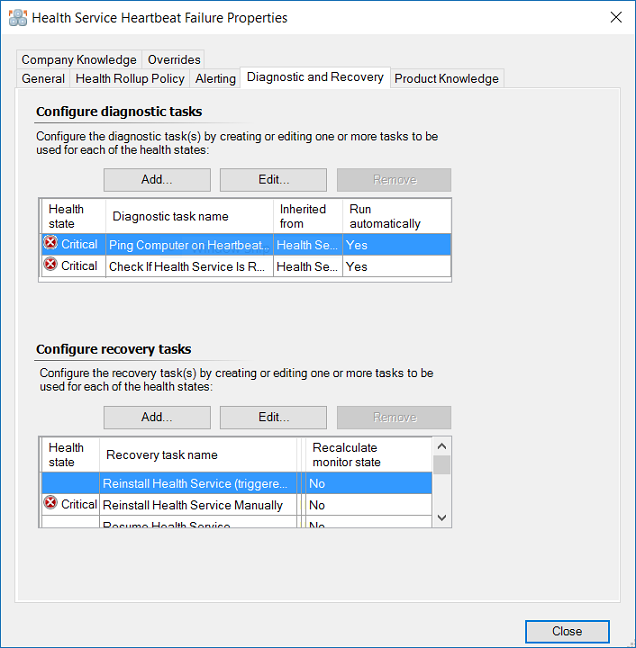 Health Service Heartbeat Failure Properties
Company Knowledge Overrides
General Health Rollup Policy Alerting Diagnostic and Recovery Product Knowledge
Configure diagnostic tasks
Configure the diagnostic task(s) by creating or editing one or more tasks to be
used for each of the health states:
Add... Edit... Remove
Health state Diagnostic task name Inherited from Run automatically
Critical Ping Computer on Heartbeat... Health Se... Yes
Critical Check If Health Service Is R... Health Se... Yes
Configure recovery tasks
Configure the recovery task(s) by creating or editing one or more tasks to be
used for each of the health states:
Add... Edit... Remove
Health state Recovery task name Recalculate monitor state
Reinstall Health Service (triggere... No
Critical Reinstall Health Service Manually No
Resume Health Service No
Close